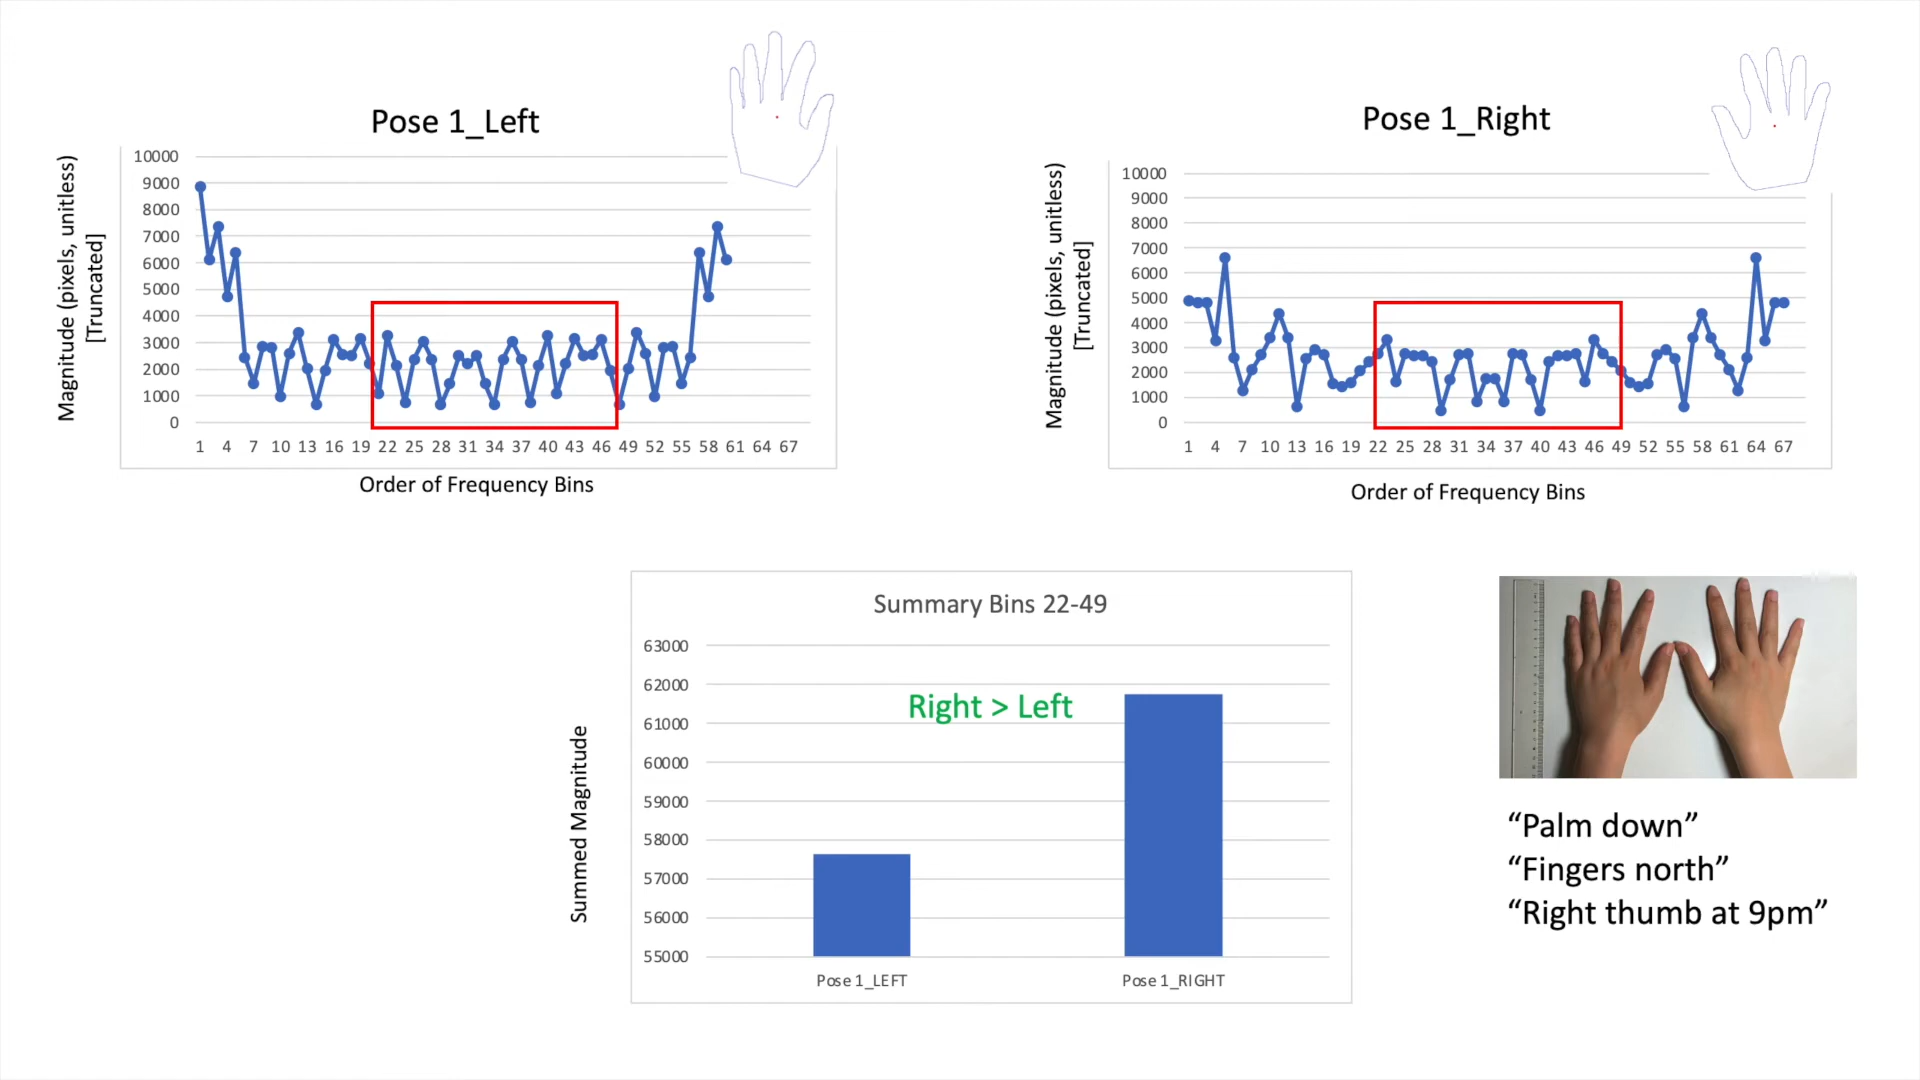 Pose 1_Left
Magnitude (pixels, unitless)
[Truncated]
10000
9000
8000
7000
6000
5000
4000
3000
2000
1000
0
1 4 7 10 13 16 19 22 25 28 31 34 37 40 43 46 49 52 55 58 61 64 67
Order of Frequency Bins
Pose 1_Right
Magnitude (pixels, unitless)
[Truncated]
10000
9000
8000
7000
6000
5000
4000
3000
2000
1000
0
1 4 7 10 13 16 19 22 25 28 31 34 37 40 43 46 49 52 55 58 61 64 67
Order of Frequency Bins
Summary Bins 22-49
Summed Magnitude
63000
62000
61000
60000
59000
58000
57000
56000
55000
Right > Left
Pose 1_LEFT
Pose 1_RIGHT
“Palm down”
“Fingers north”
“Right thumb at 9pm”